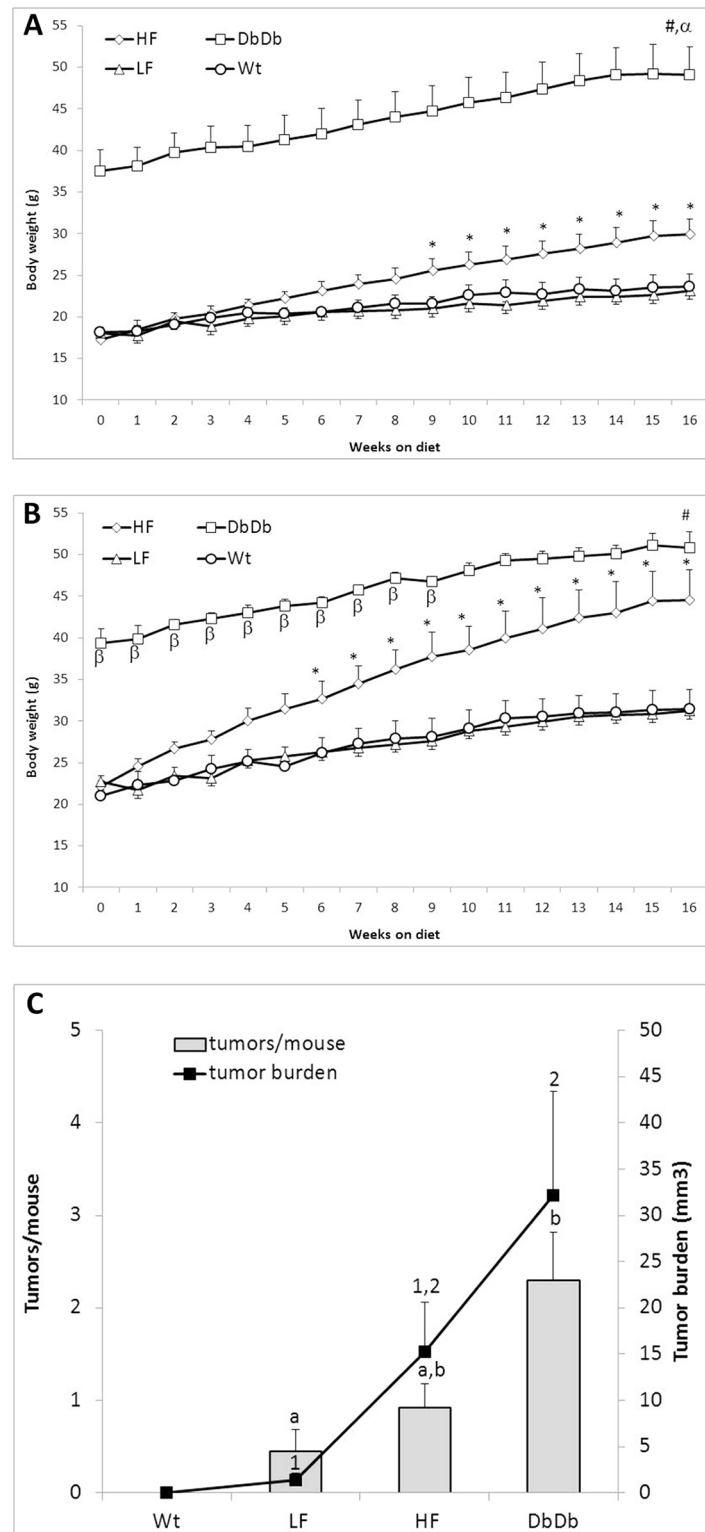 A
HF DbDb
LF Wt
#,α
55
50
45
40
35
30
25
20
15
10
Body weight (g)
* * * * * * * *
0 1 2 3 4 5 6 7 8 9 10 11 12 13 14 15 16
Weeks on diet
B
HF DbDb
LF Wt
#
55
50
45
40
35
30
25
20
15
10
Body weight (g)
β β β β β β β β β β
* * * * * * * * * * *
0 1 2 3 4 5 6 7 8 9 10 11 12 13 14 15 16
Weeks on diet
C
tumors/mouse
tumor burden
5
4
3
2
1
0
Tumors/mouse
50
45
40
35
30
25
20
15
10
5
0
Tumor burden (mm3)
2
b
1,2
a,b
a
1
Wt LF HF DbDb